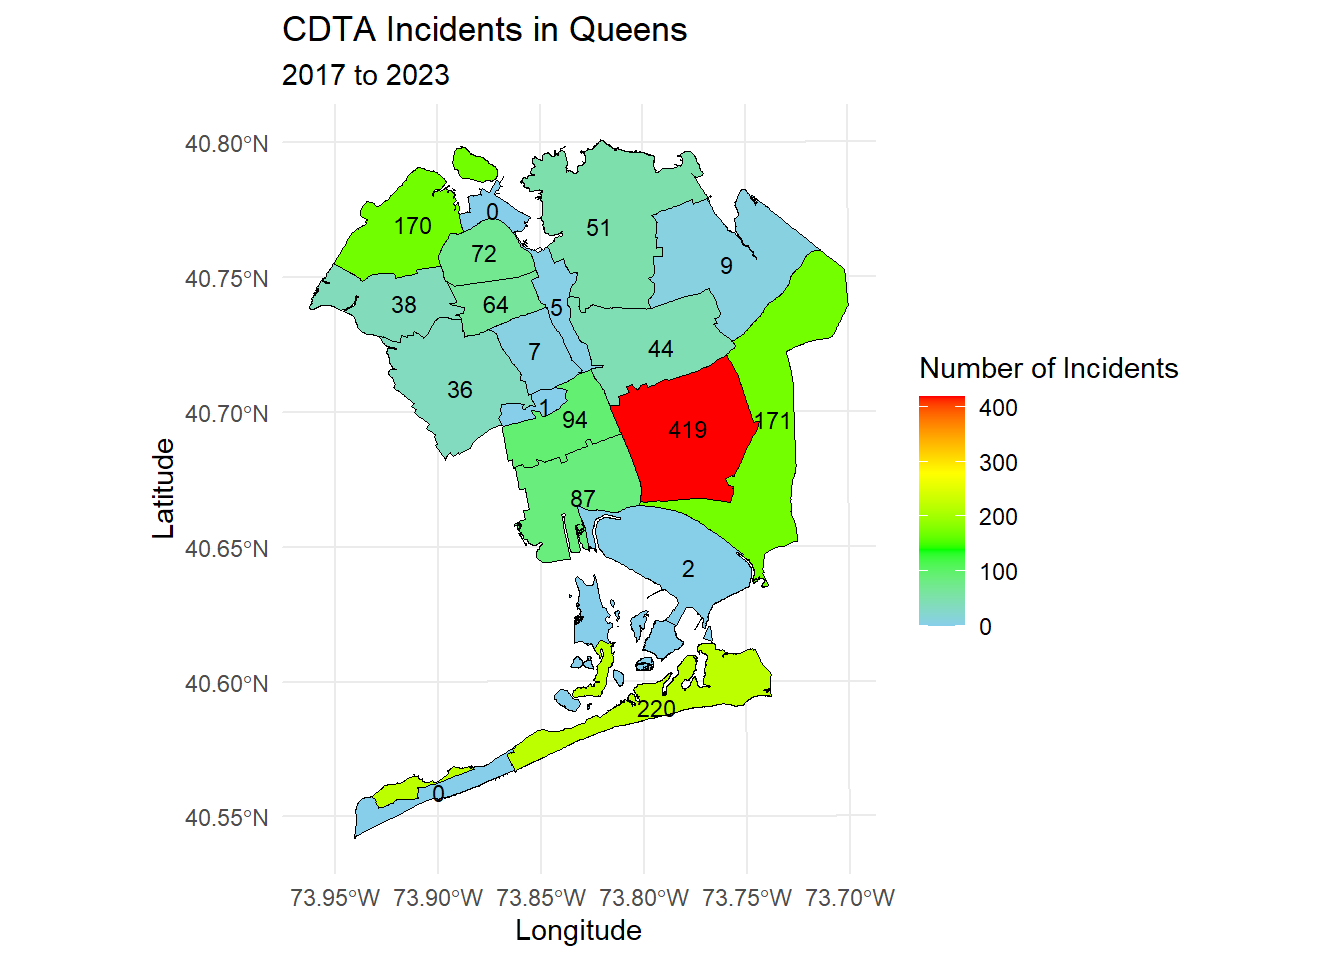 CDTA Incidents in Queens
2017 to 2023
40.80°N
40.75°N
40.70°N
40.65°N
40.60°N
40.55°N
Latitude
170
0
51
72
9
38
64
5
7
44
36
1
94
419
171
87
2
220
0
73.95°W 73.90°W 73.85°W 73.80°W 73.75°W 73.70°W
Longitude
Number of Incidents
400
300
200
100
0